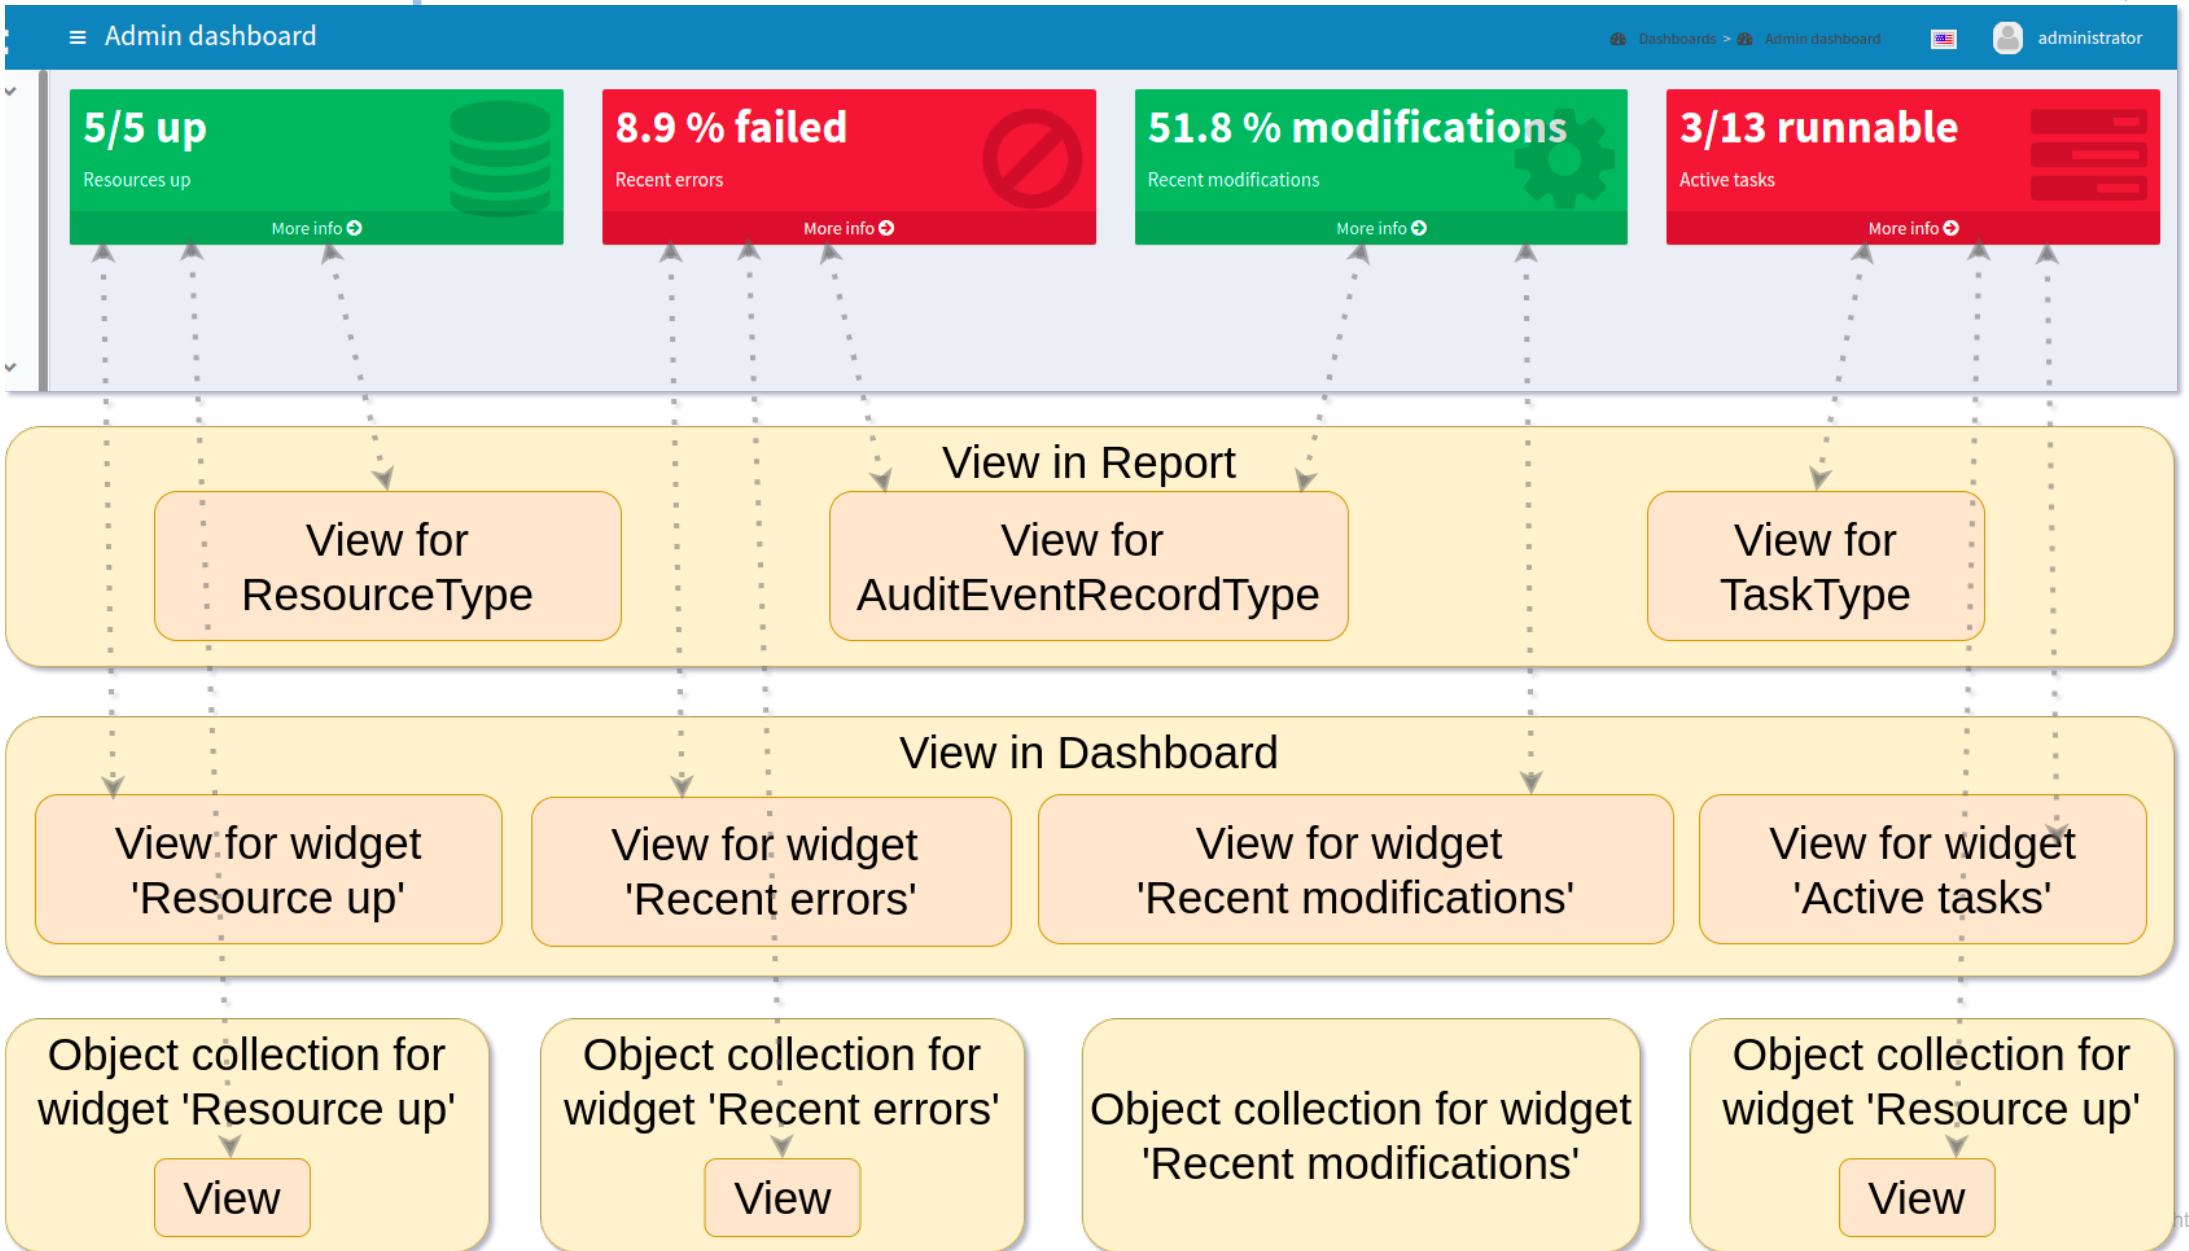 Admin dashboard
Dashboards > Admin dashboard
administrator
5/5 up
Resources up
More info
8.9 % failed
Recent errors
More info
51.8 % modifications
Recent modifications
More info
3/13 runnable
Active tasks
More info
View in Report
View for
ResourceType
View for
AuditEventRecordType
View for
TaskType
View in Dashboard
View for widget
'Resource up'
View for widget
'Recent errors'
View for widget
'Recent modifications'
View for widget
'Active tasks'
Object collection for
widget 'Resource up'
View
Object collection for
widget 'Recent errors'
View
Object collection for widget
'Recent modifications'
Object collection for
widget 'Resource up'
View